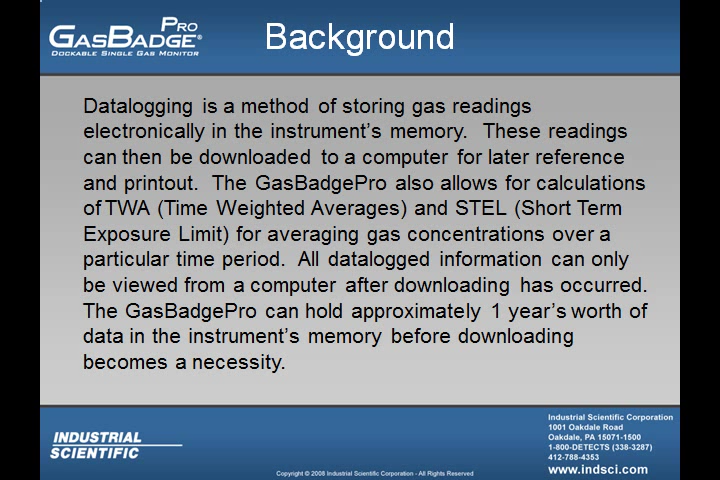 GASBADGE PRO®
DOCKABLE SINGLE GAS MONITOR
Background
Datalogging is a method of storing gas readings
electronically in the instrument's memory. These readings
can then be downloaded to a computer for later reference
and printout. The GasBadgePro also allows for calculations
of TWA (Time Weighted Averages) and STEL (Short Term
Exposure Limit) for averaging gas concentrations over a
particular time period. All datalogged information can only
be viewed from a computer after downloading has occurred.
The GasBadgePro can hold approximately 1 year's worth of
data in the instrument's memory before downloading
becomes a necessity.
INDUSTRIAL
SCIENTIFIC
Copyright © 2008 Industrial Scientific Corporation - All Rights Reserved
Industrial Scientific Corporation
1001 Oakdale Road
Oakdale, PA 15071-1500
1-800-DETECTS (338-3287)
412-788-4353
www.indsci.com